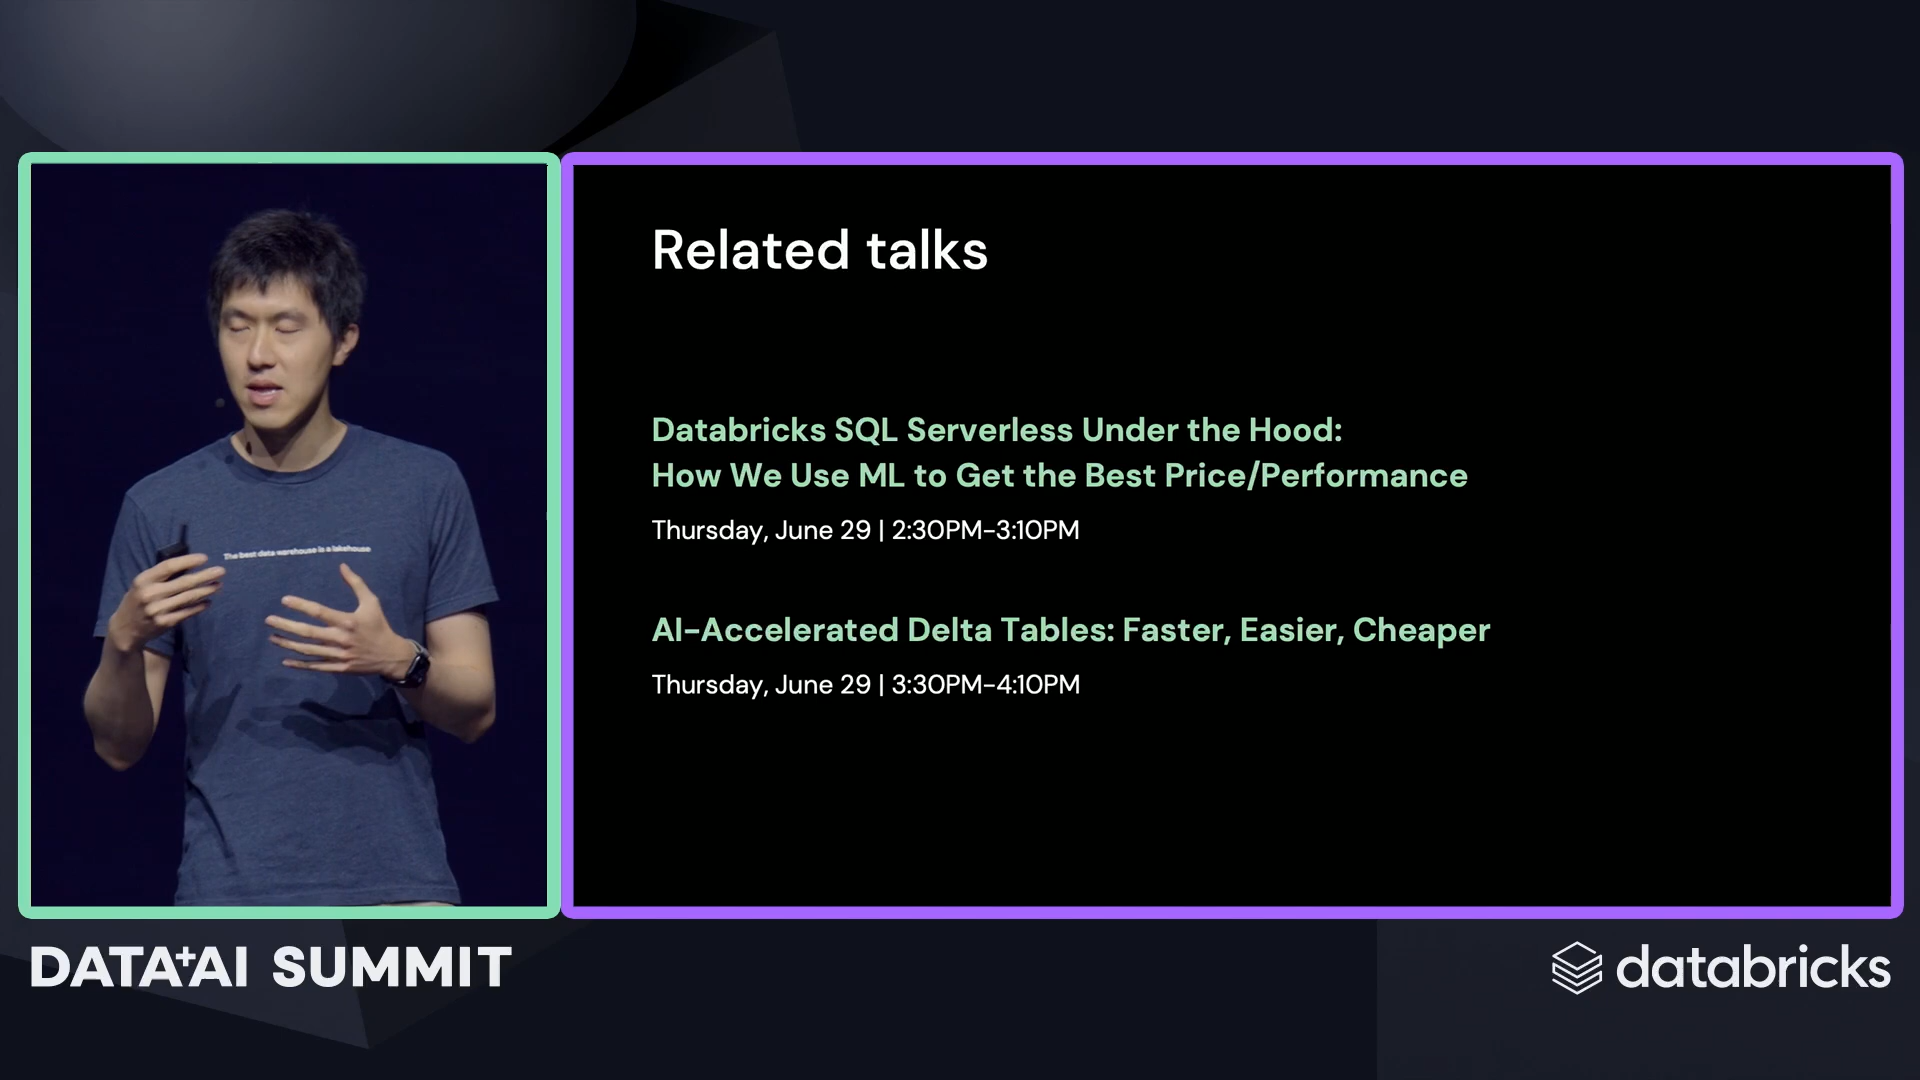 Related talks
Databricks SQL Serverless Under the Hood:
How We Use ML to Get the Best Price/Performance
Thursday, June 29 | 2:30PM-3:10PM
AI-Accelerated Delta Tables: Faster, Easier, Cheaper
Thursday, June 29 | 3:30PM-4:10PM
The best data warehouse is a lakehouse
DATA+AI SUMMIT
databricks